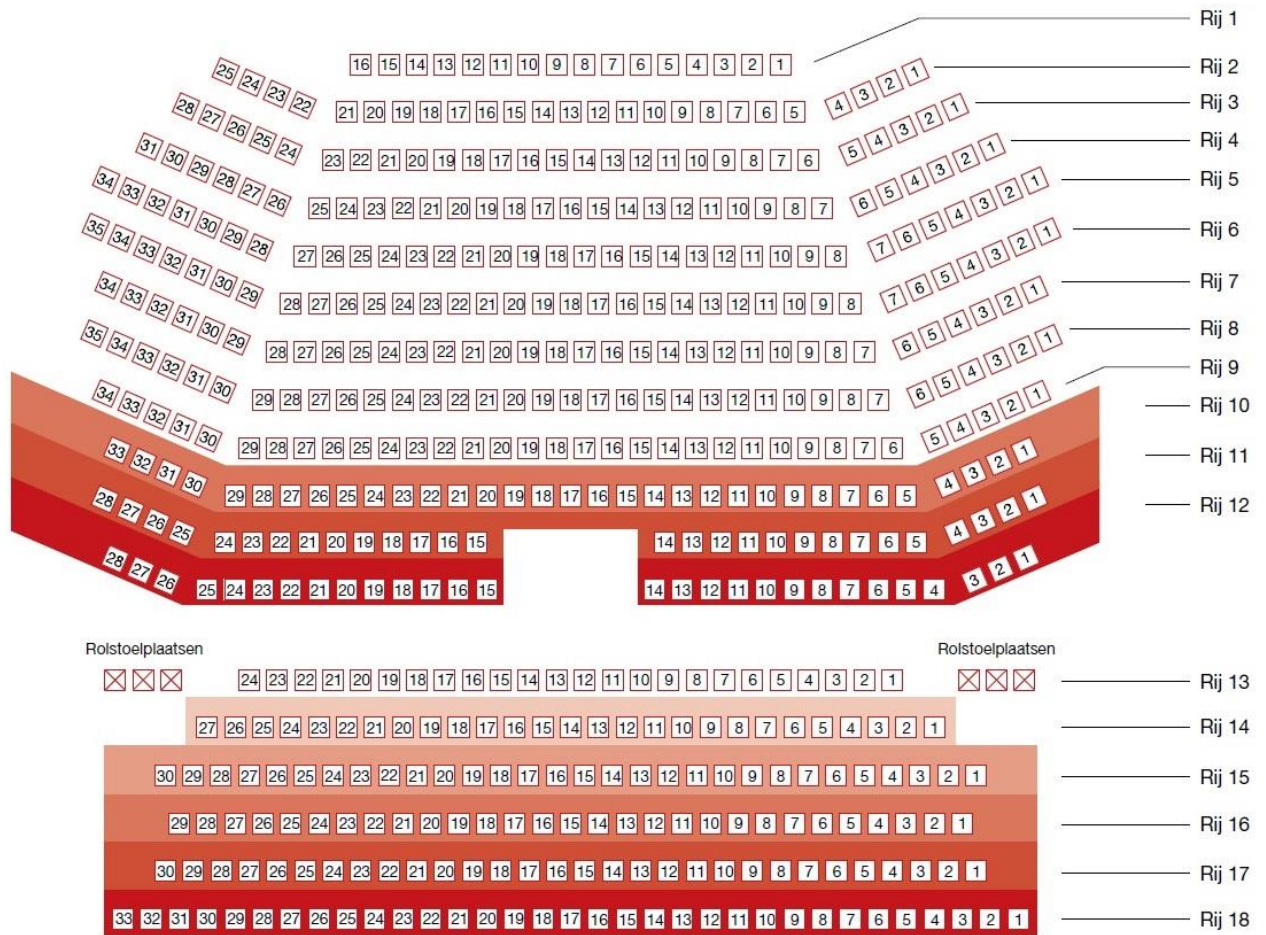 16 15 14 13 12 11 10 9 8 7 6 5 4 3 2 1 Rij 1
25 24 23 22 21 20 19 18 17 16 15 14 13 12 11 10 9 8 7 6 5 4 3 2 1 Rij 2
28 27 26 25 24 23 22 21 20 19 18 17 16 15 14 13 12 11 10 9 8 7 6 5 4 3 2 1 Rij 3
31 30 29 28 27 26 25 24 23 22 21 20 19 18 17 16 15 14 13 12 11 10 9 8 7 6 5 4 3 2 1 Rij 4
34 33 32 31 30 29 28 27 26 25 24 23 22 21 20 19 18 17 16 15 14 13 12 11 10 9 8 7 6 5 4 3 2 1 Rij 5
35 34 33 32 31 30 29 28 27 26 25 24 23 22 21 20 19 18 17 16 15 14 13 12 11 10 9 8 7 6 5 4 3 2 1 Rij 6
34 33 32 31 30 29 28 27 26 25 24 23 22 21 20 19 18 17 16 15 14 13 12 11 10 9 8 7 6 5 4 3 2 1 Rij 7
35 34 33 32 31 30 29 28 27 26 25 24 23 22 21 20 19 18 17 16 15 14 13 12 11 10 9 8 7 6 5 4 3 2 1 Rij 8
34 33 32 31 30 29 28 27 26 25 24 23 22 21 20 19 18 17 16 15 14 13 12 11 10 9 8 7 6 5 4 3 2 1 Rij 9
33 32 31 30 29 28 27 26 25 24 23 22 21 20 19 18 17 16 15 14 13 12 11 10 9 8 7 6 5 4 3 2 1 Rij 10
28 27 26 25 24 23 22 21 20 19 18 17 16 15 14 13 12 11 10 9 8 7 6 5 4 3 2 1 Rij 11
28 27 26 25 24 23 22 21 20 19 18 17 16 15 14 13 12 11 10 9 8 7 6 5 4 3 2 1 Rij 12
Rolstoelplaatsen Rolstoelplaatsen
24 23 22 21 20 19 18 17 16 15 14 13 12 11 10 9 8 7 6 5 4 3 2 1 Rij 13
27 26 25 24 23 22 21 20 19 18 17 16 15 14 13 12 11 10 9 8 7 6 5 4 3 2 1 Rij 14
30 29 28 27 26 25 24 23 22 21 20 19 18 17 16 15 14 13 12 11 10 9 8 7 6 5 4 3 2 1 Rij 15
29 28 27 26 25 24 23 22 21 20 19 18 17 16 15 14 13 12 11 10 9 8 7 6 5 4 3 2 1 Rij 16
30 29 28 27 26 25 24 23 22 21 20 19 18 17 16 15 14 13 12 11 10 9 8 7 6 5 4 3 2 1 Rij 17
33 32 31 30 29 28 27 26 25 24 23 22 21 20 19 18 17 16 15 14 13 12 11 10 9 8 7 6 5 4 3 2 1 Rij 18